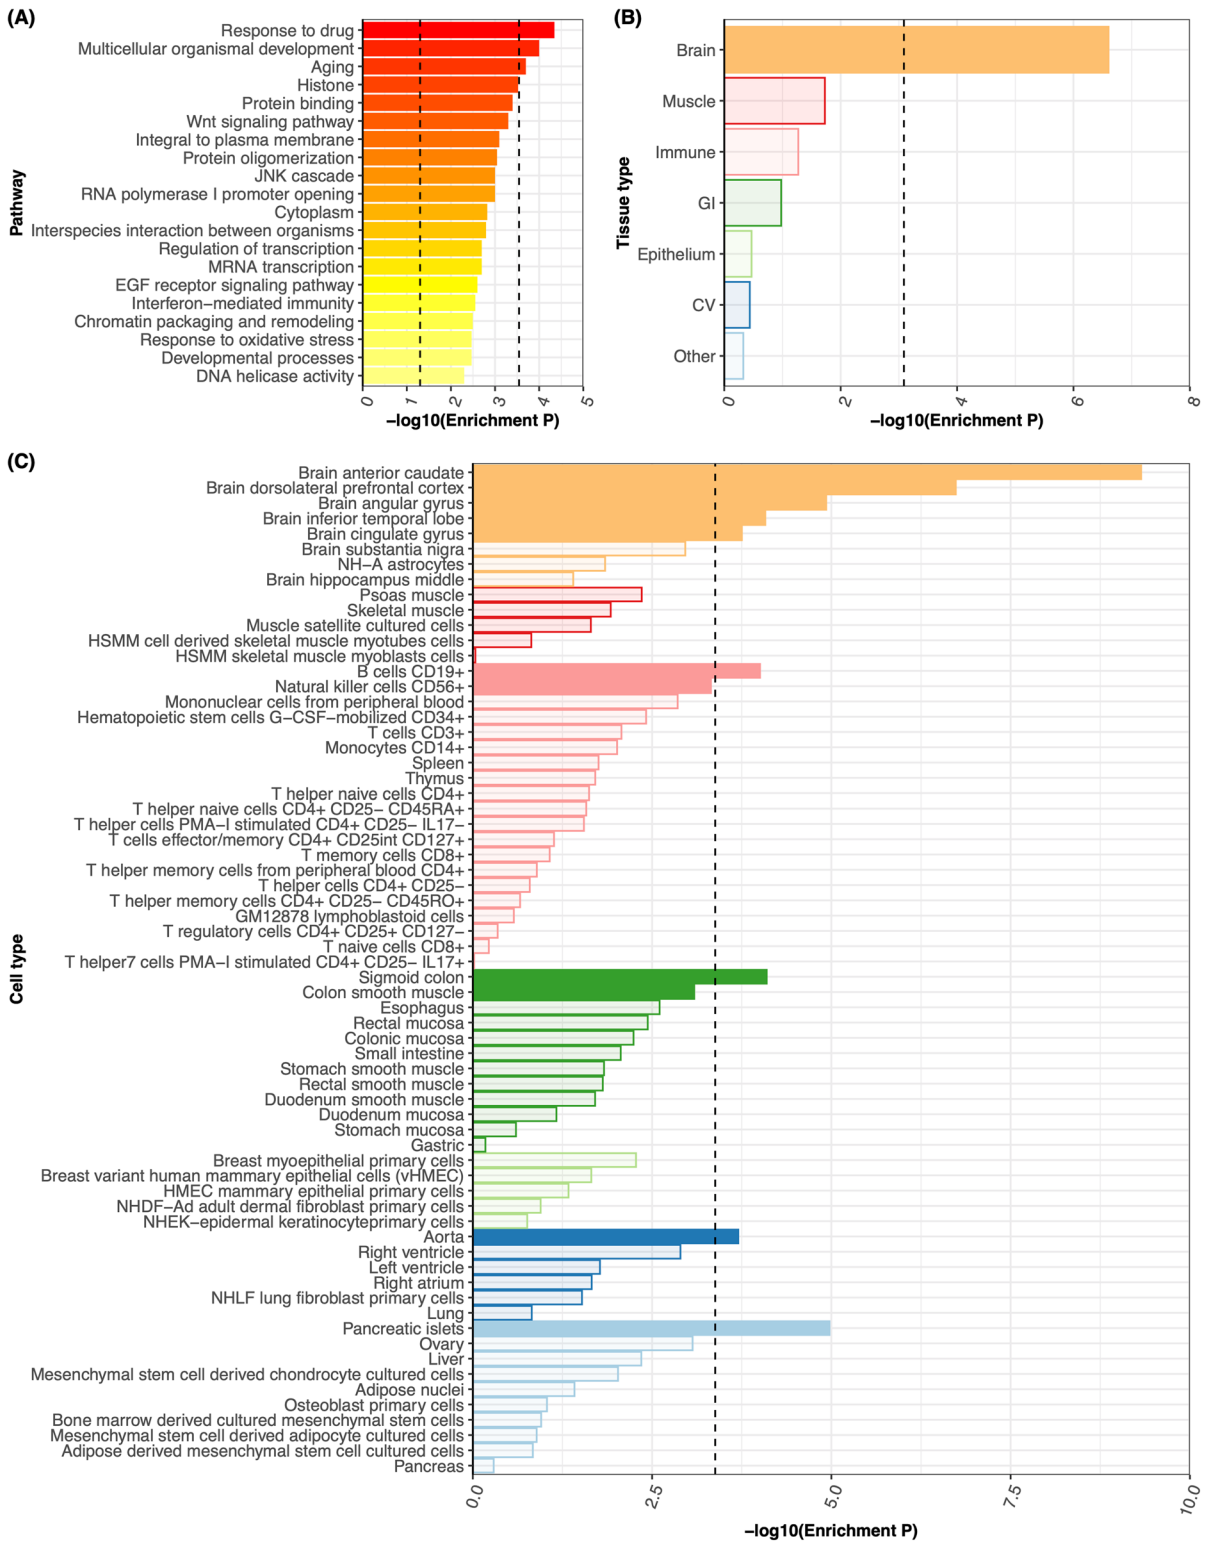 (A)
Pathway
Response to drug
Multicellular organismal development
Aging
Histone
Protein binding
Wnt signaling pathway
Integral to plasma membrane
Protein oligomerization
JNK cascade
RNA polymerase I promoter opening
Cytoplasm
Interspecies interaction between organisms
Regulation of transcription
MRNA transcription
EGF receptor signaling pathway
Interferon−mediated immunity
Chromatin packaging and remodeling
Response to oxidative stress
Developmental processes
DNA helicase activity
0 1 2 3 4 5
−log10(Enrichment P)
(B)
Tissue type
Brain
Muscle
Immune
GI
Epithelium
CV
Other
0 2 4 6 8
−log10(Enrichment P)
(C)
Cell type
Brain anterior caudate
Brain dorsolateral prefrontal cortex
Brain angular gyrus
Brain inferior temporal lobe
Brain cingulate gyrus
Brain substantia nigra
NH−A astrocytes
Brain hippocampus middle
Psoas muscle
Skeletal muscle
Muscle satellite cultured cells
HSMM cell derived skeletal muscle myotubes cells
HSMM skeletal muscle myoblasts cells
B cells CD19+
Natural killer cells CD56+
Mononuclear cells from peripheral blood
Hematopoietic stem cells G−CSF−mobilized CD34+
T cells CD3+
Monocytes CD14+
Spleen
Thymus
T helper naive cells CD4+
T helper naive cells CD4+ CD25− CD45RA+
T helper cells PMA−I stimulated CD4+ CD25− IL17−
T cells effector/memory CD4+ CD25int CD127+
T memory cells CD8+
T helper memory cells from peripheral blood CD4+
T helper cells CD4+ CD25−
T helper memory cells CD4+ CD25− CD45RO+
GM12878 lymphoblastoid cells
T regulatory cells CD4+ CD25+ CD127−
T naive cells CD8+
T helper7 cells PMA−I stimulated CD4+ CD25− IL17+
Sigmoid colon
Colon smooth muscle
Esophagus
Rectal mucosa
Colonic mucosa
Small intestine
Stomach smooth muscle
Rectal smooth muscle
Duodenum smooth muscle
Duodenum mucosa
Stomach mucosa
Gastric
Breast myoepithelial primary cells
Breast variant human mammary epithelial cells (vHMEC)
HMEC mammary epithelial primary cells
NHDF−Ad adult dermal fibroblast primary cells
NHEK−epidermal keratinocyteprimary cells
Aorta
Right ventricle
Left ventricle
Right atrium
NHLF lung fibroblast primary cells
Lung
Pancreatic islets
Ovary
Liver
Mesenchymal stem cell derived chondrocyte cultured cells
Adipose nuclei
Osteoblast primary cells
Bone marrow derived cultured mesenchymal stem cells
Mesenchymal stem cell derived adipocyte cultured cells
Adipose derived mesenchymal stem cell cultured cells
Pancreas
0.0 2.5 5.0 7.5 10.0
−log10(Enrichment P)